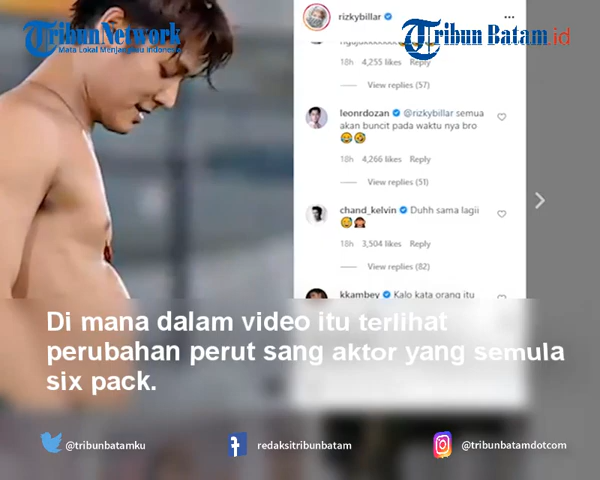 Tribun Network
Mata Lokal Menjangkau Indonesia
rizkybillar
Tribun Batam.id
18h 4,255 likes Reply
View replies (57)
leonrdozan @rizkybillar semua
akan buncit pada waktu nya bro
18h 4,266 likes Reply
View replies (51)
chand_kelvin Duhh sama lagii
18h 3,504 likes Reply
View replies (82)
kkambey Kalo kata orang itu
Di mana dalam video itu terlihat
perubahan perut sang aktor yang semula
six pack.
@tribunbatamku
redaksitribunbatam
@tribunbatamdotcom